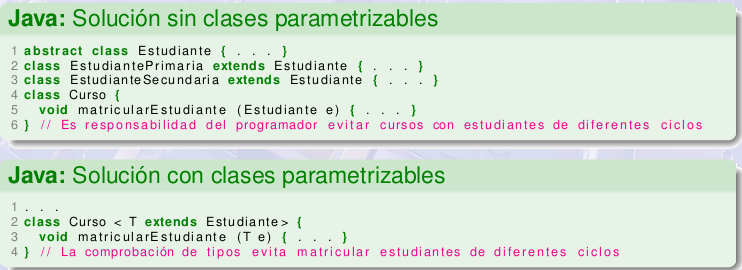 Java: Solución sin clases parametrizables
1 abstract class Estudiante { . . . }
2 class EstudiantePrimaria extends Estudiante { . . . }
3 class EstudianteSecundaria extends Estudiante { . . . }
4 class Curso {
5 void matricularEstudiante (Estudiante e) { . . . }
6 } // Es responsabilidad del programador evitar cursos con estudiantes de diferentes ciclos
Java: Solución con clases parametrizables
1 . . .
2 class Curso < T extends Estudiante> {
3 void matricularEstudiante (T e) { . . . }
4 } // La comprobación de tipos evita matricular estudiantes de diferentes ciclos